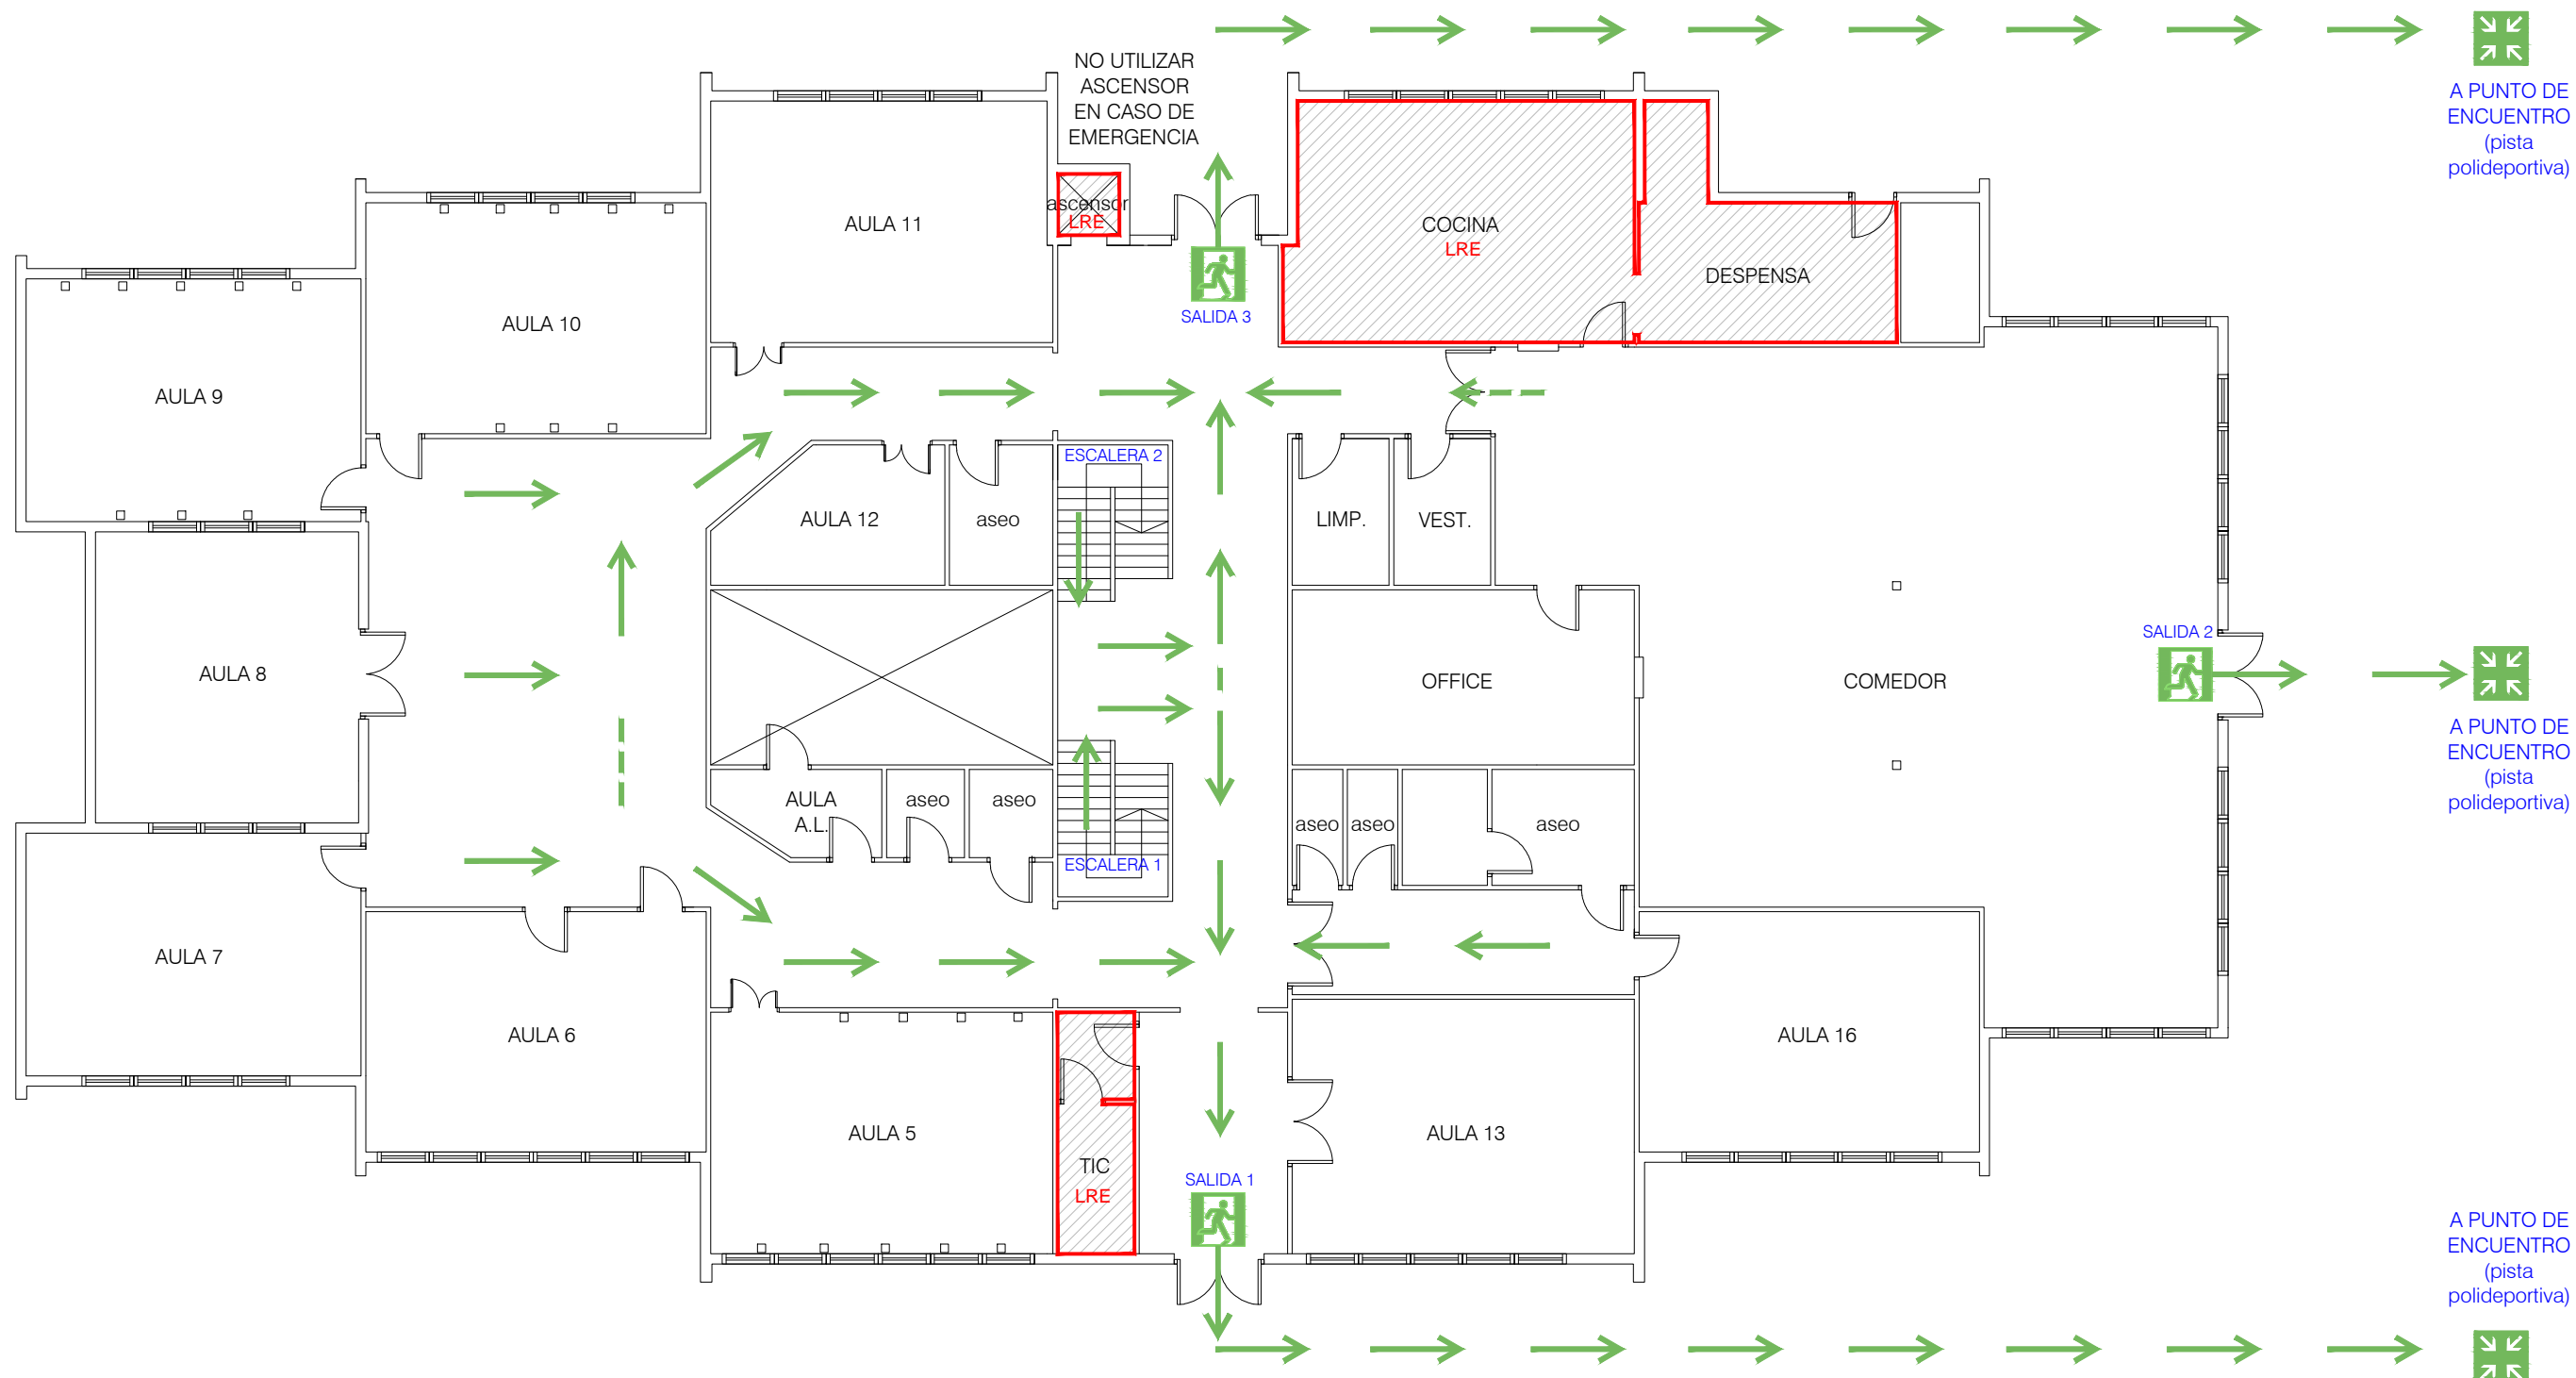 NO UTILIZAR
ASCENSOR
EN CASO DE
EMERGENCIA
A PUNTO DE
ENCUENTRO
(pista
polideportiva)
ascensor
LRE
AULA 11
COCINA
LRE
DESPENSA
SALIDA 3
AULA 10
AULA 9
ESCALERA 2
AULA 12
aseo
LIMP.
VEST.
AULA 8
OFFICE
COMEDOR
SALIDA 2
A PUNTO DE
ENCUENTRO
(pista
polideportiva)
AULA
A.L.
aseo
aseo
ESCALERA 1
aseo
aseo
aseo
AULA 7
AULA 6
AULA 16
AULA 5
TIC
LRE
AULA 13
SALIDA 1
A PUNTO DE
ENCUENTRO
(pista
polideportiva)